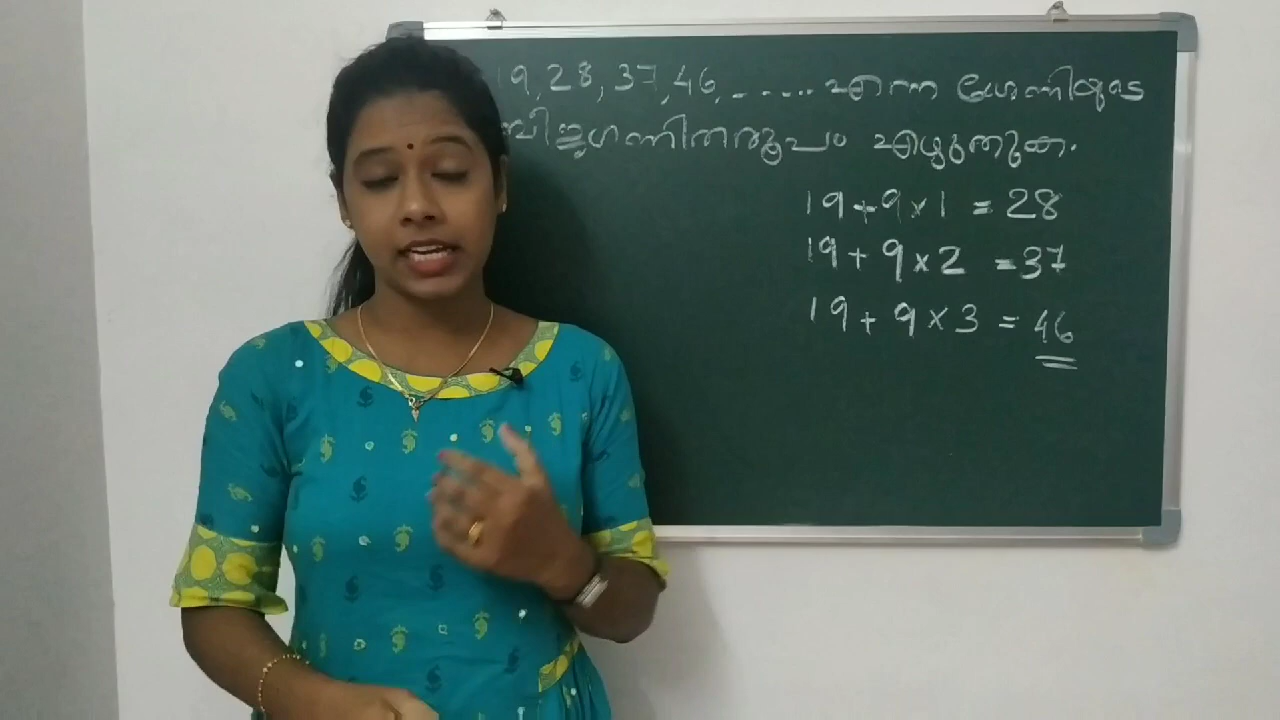 19, 28, 37, 46, ...... എന്ന ശ്രേണിയുടെ
ബീജഗണിതരൂപം എഴുതുക.
19 + 9 × 1 = 28
19 + 9 × 2 = 37
19 + 9 × 3 = 46